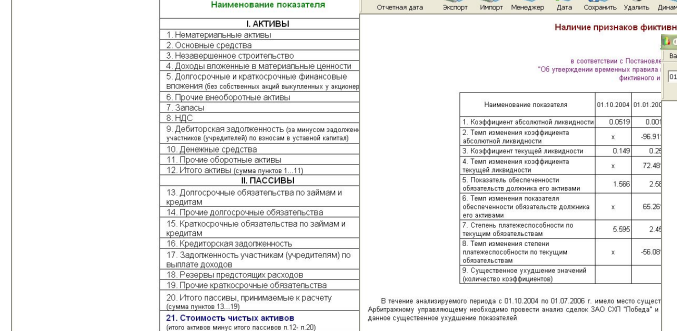 Наименование показателя
I. АКТИВЫ
1. Нематериальные активы
2. Основные средства
3. Незавершенное строительство
4. Доходы вложенные в материальные ценности
5. Долгосрочные и краткосрочные финансовые
вложения (без собственных акций выкупленных у акционер
6. Прочие внеоборотные активы
7. Запасы
8. НДС
9. Дебиторская задолженность (за минусом задолжен
участников (учредителей) по взносам в уставной капитал)
10. Денежные средства
11. Прочие оборотные активы
12. Итого активы (сумма пунктов 1...11)
II. ПАССИВЫ
13. Долгосрочные обязательства по займам и
кредитам
14. Прочие долгосрочные обязательства
15. Краткосрочные обязательства по займам и
кредитам
16. Кредиторская задолженность
17. Задолженность участникам (учредителям) по
выплате доходов
18. Резервы предстоящих расходов
19. Прочие краткосрочные обязательства
20. Итого пассивы, принимаемые к расчету
(сумма пунктов 13...19)
21. Стоимость чистых активов
(итого активов минус итого пассивов п.12- п.20)
Отчетная дата Экспорт Импорт Менеджер Дата Сохранить Удалить Динам
Наличие признаков фиктивн
в соответствии с Постановле
"Об утверждении временных правила
фиктивного и
Ва
01
Наименование показателя 01.10.2004 01.01.200
1. Коэффициент абсолютной ликвидности 0.0519 0.001
2. Темп изменения коэффициента
абсолютной ликвидности x -96.91
3. Коэффициент текущей ликвидности 0.149 0.25
4. Темп изменения коэффициента
текущей ликвидности x 72.48
5. Показатель обеспеченности
обязательств должника его активами 1.566 2.58
6. Темп изменения показателя
обеспеченности обязательств должника
его активами x 65.26
7. Степень платежеспособности по
текущим обязательствам 5.595 2.45
8. Темп изменения степени
платежеспособности по текущим
обязательствам x -56.08
9. Существенное ухудшение значений
(количество коэффициентов)
В течение анализируемого периода с 01.10.2004 по 01.07.2006 г. имело место сущест
Арбитражному управляющему необходимо провести анализ сделок ЗАО СХП "Победа" и
данное существенное ухудшение показателей